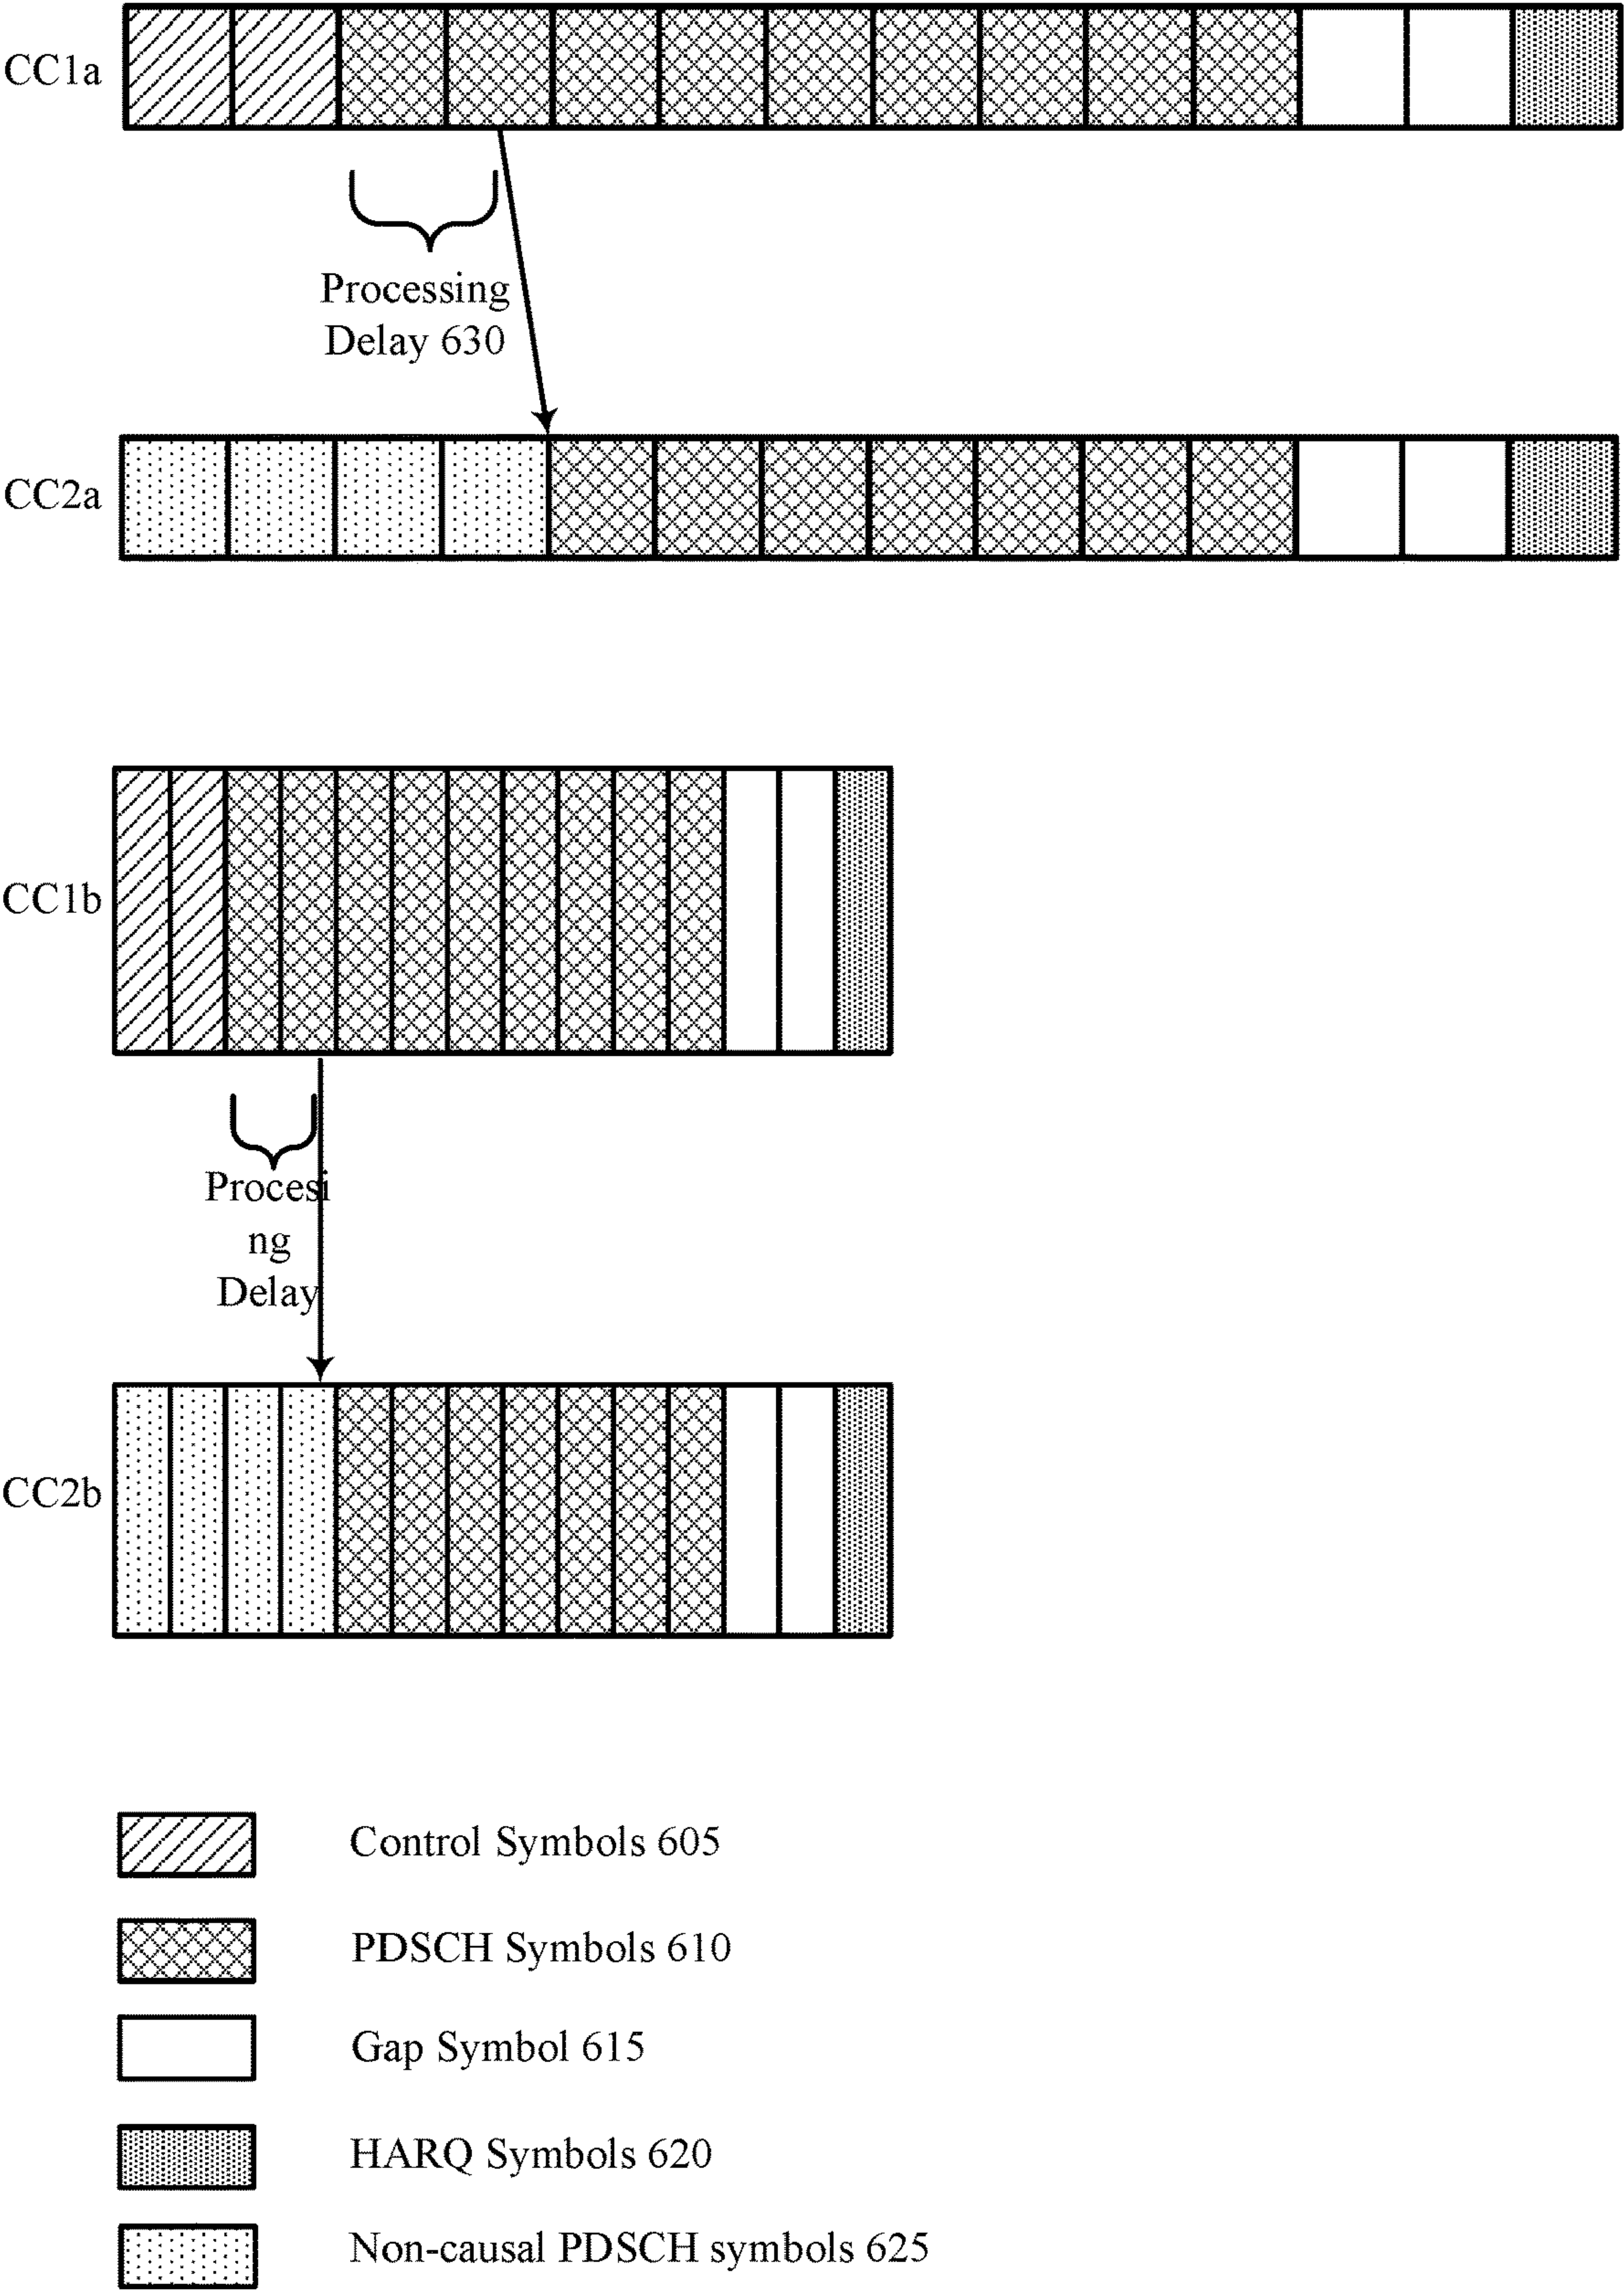 CC1a
Processing
Delay 630
CC2a
CC1b
Procesi
ng
Delay
CC2b
Control Symbols 605
PDSCH Symbols 610
Gap Symbol 615
HARQ Symbols 620
Non-causal PDSCH symbols 625